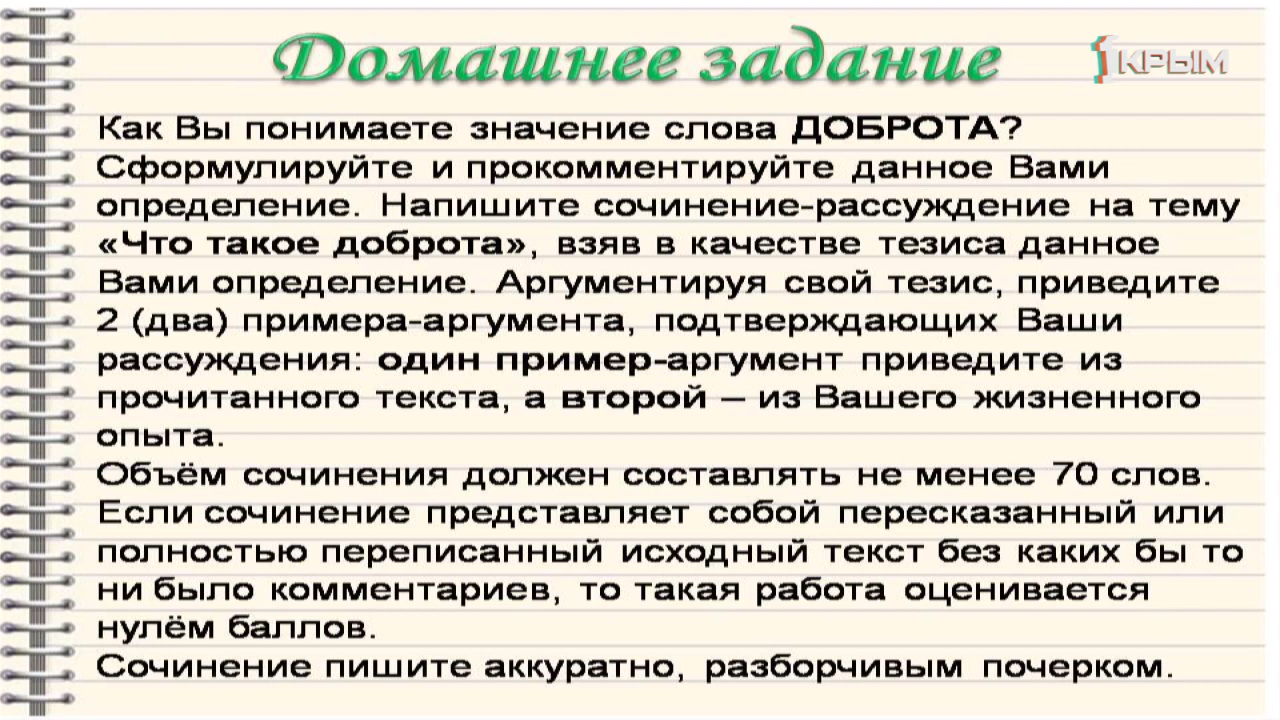 Домашнее задание
1КРЫМ
Как Вы понимаете значение слова ДОБРОТА?
Сформулируйте и прокомментируйте данное Вами
определение. Напишите сочинение-рассуждение на тему
«Что такое доброта», взяв в качестве тезиса данное
Вами определение. Аргументируя свой тезис, приведите
2 (два) примера-аргумента, подтверждающих Ваши
рассуждения: один пример-аргумент приведите из
прочитанного текста, а второй – из Вашего жизненного
опыта.
Объём сочинения должен составлять не менее 70 слов.
Если сочинение представляет собой пересказанный или
полностью переписанный исходный текст без каких бы то
ни было комментариев, то такая работа оценивается
нулём баллов.
Сочинение пишите аккуратно, разборчивым почерком.